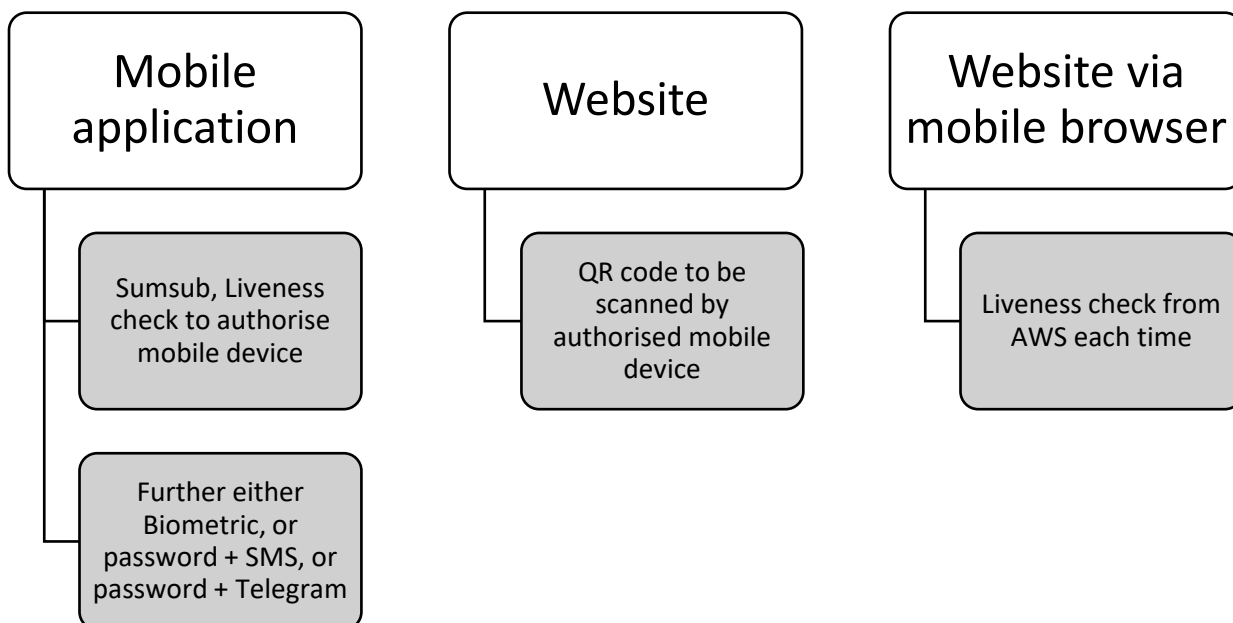 Mobile
application
Sumsub, Liveness
check to authorise
mobile device
Further either
Biometric, or
password + SMS, or
password + Telegram
Website
QR code to be
scanned by
authorised mobile
device
Website via
mobile browser
Liveness check from
AWS each time